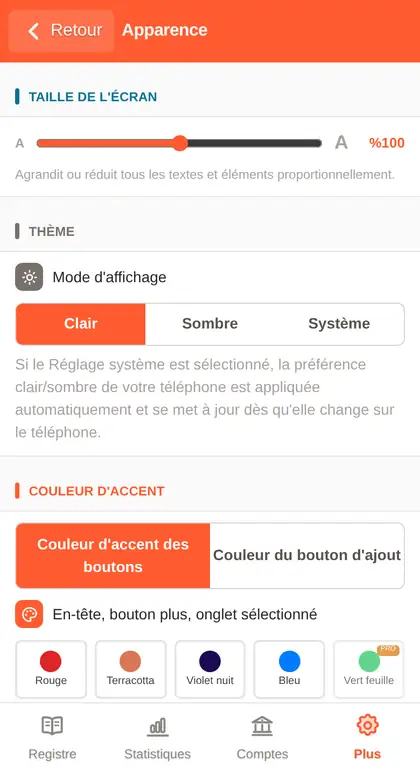 Retour Apparence
TAILLE DE L'ÉCRAN
A A %100
Agrandit ou réduit tous les textes et éléments proportionnellement.
THÈME
Mode d'affichage
Clair Sombre Système
Si le Réglage système est sélectionné, la préférence
clair/sombre de votre téléphone est appliquée
automatiquement et se met à jour dès qu'elle change sur
le téléphone.
COULEUR D'ACCENT
Couleur d'accent des
boutons
Couleur du bouton d'ajout
En-tête, bouton plus, onglet sélectionné
PRO
Rouge Terracotta Violet nuit Bleu Vert feuille
Registre Statistiques Comptes Plus